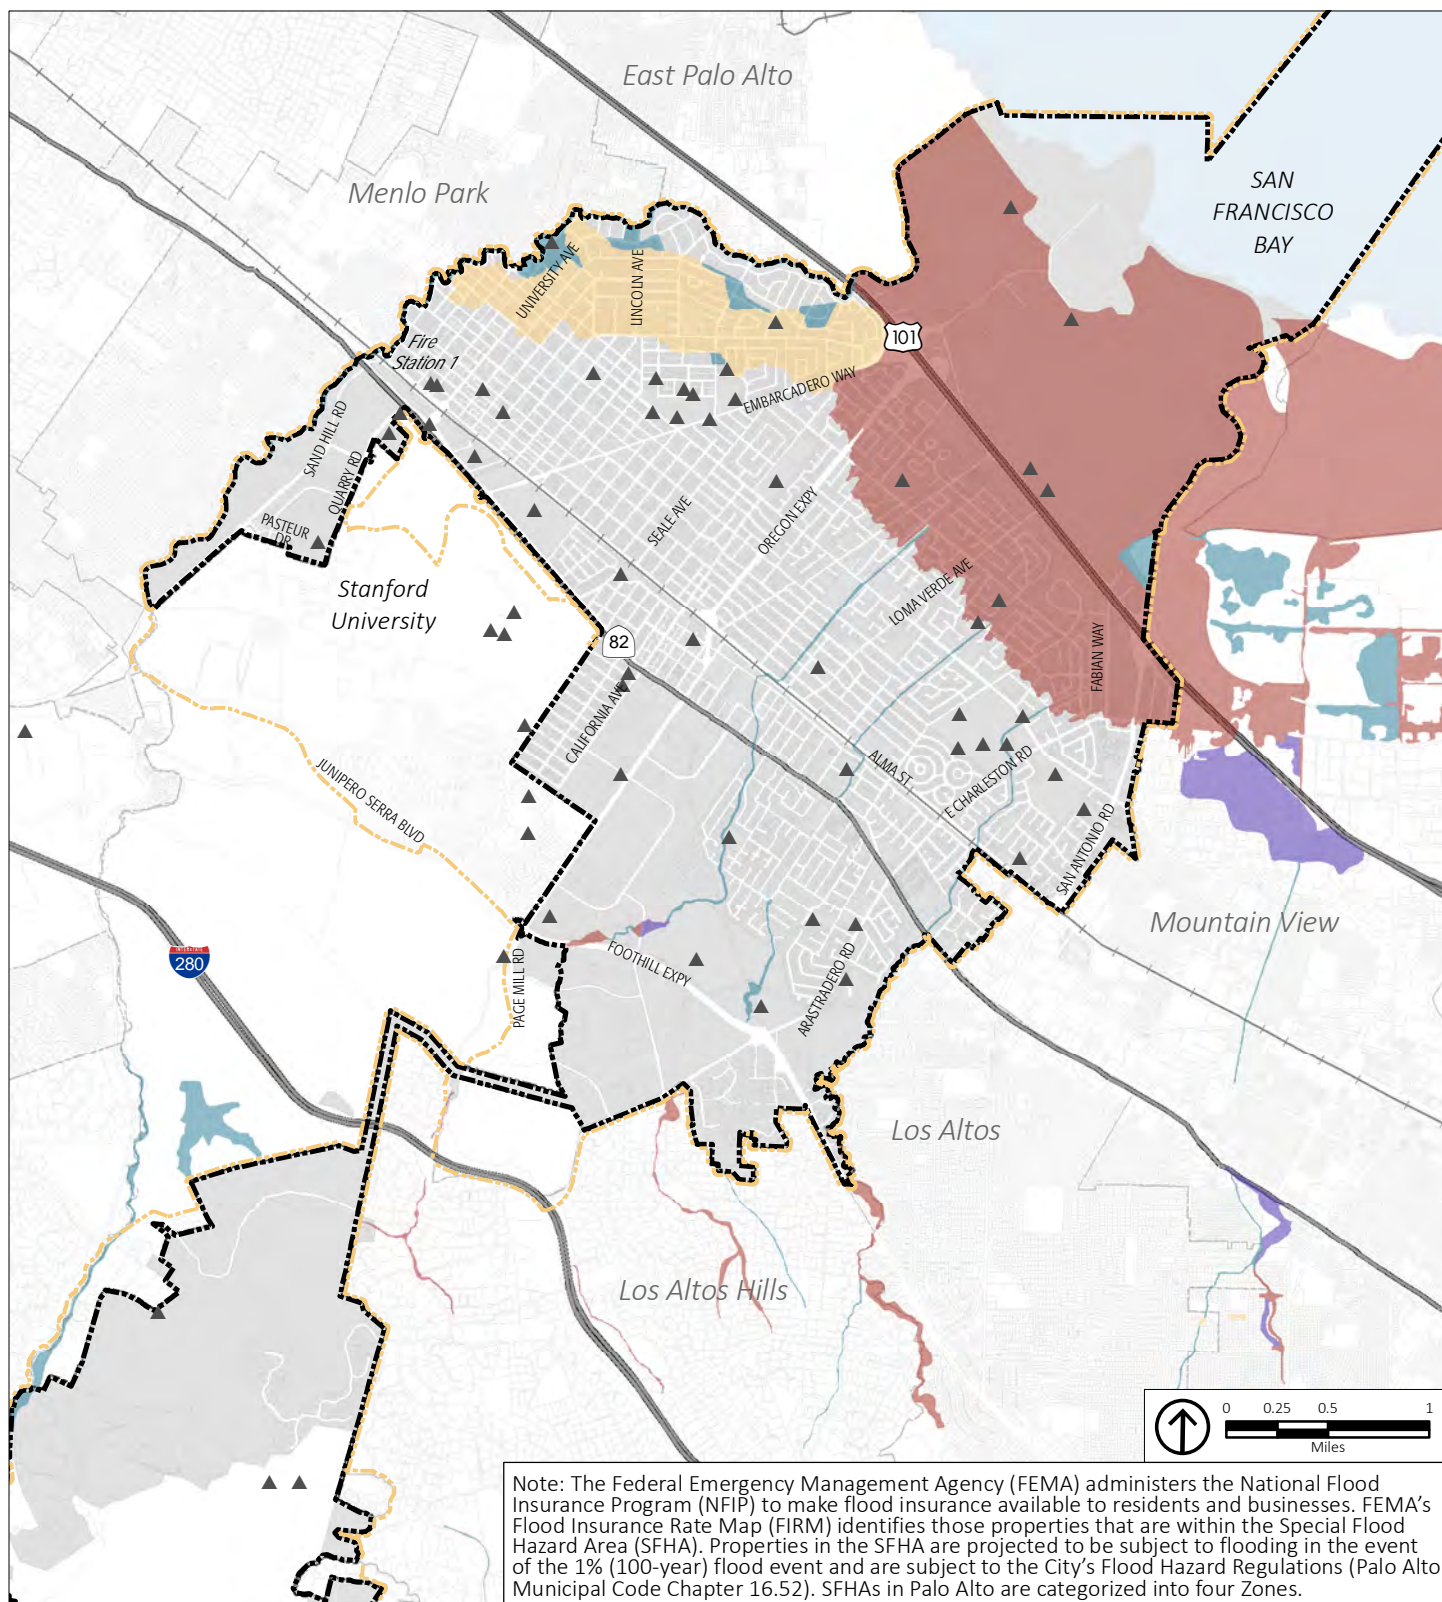 East Palo Alto
Menlo Park
SAN
FRANCISCO
BAY
UNIVERSITY AVE
LINCOLN AVE
101
Fire
Station 1
EMBARCADERO WAY
SAND HILL RD
QUARRY RD
PASTEUR
DR
SEALE AVE
OREGON EXPY
Stanford
University
LOMA VERDE AVE
82
FABIAN WAY
CALIFORNIA AVE
JUNIPERO SERRA BLVD
ALMA ST
E CHARLESTON RD
SAN ANTONIO RD
Mountain View
INTERSTATE
280
PAGE MILL RD
FOOTHILL EXPY
ARASTRADERO RD
Los Altos
Los Altos Hills
0 0.25 0.5 1
Miles
Note: The Federal Emergency Management Agency (FEMA) administers the National Flood
Insurance Program (NFIP) to make flood insurance available to residents and businesses. FEMA's
Flood Insurance Rate Map (FIRM) identifies those properties that are within the Special Flood
Hazard Area (SFHA). Properties in the SFHA are projected to be subject to flooding in the event
of the 1% (100-year) flood event and are subject to the City's Flood Hazard Regulations (Palo Alto
Municipal Code Chapter 16.52). SFHAs in Palo Alto are categorized into four Zones.